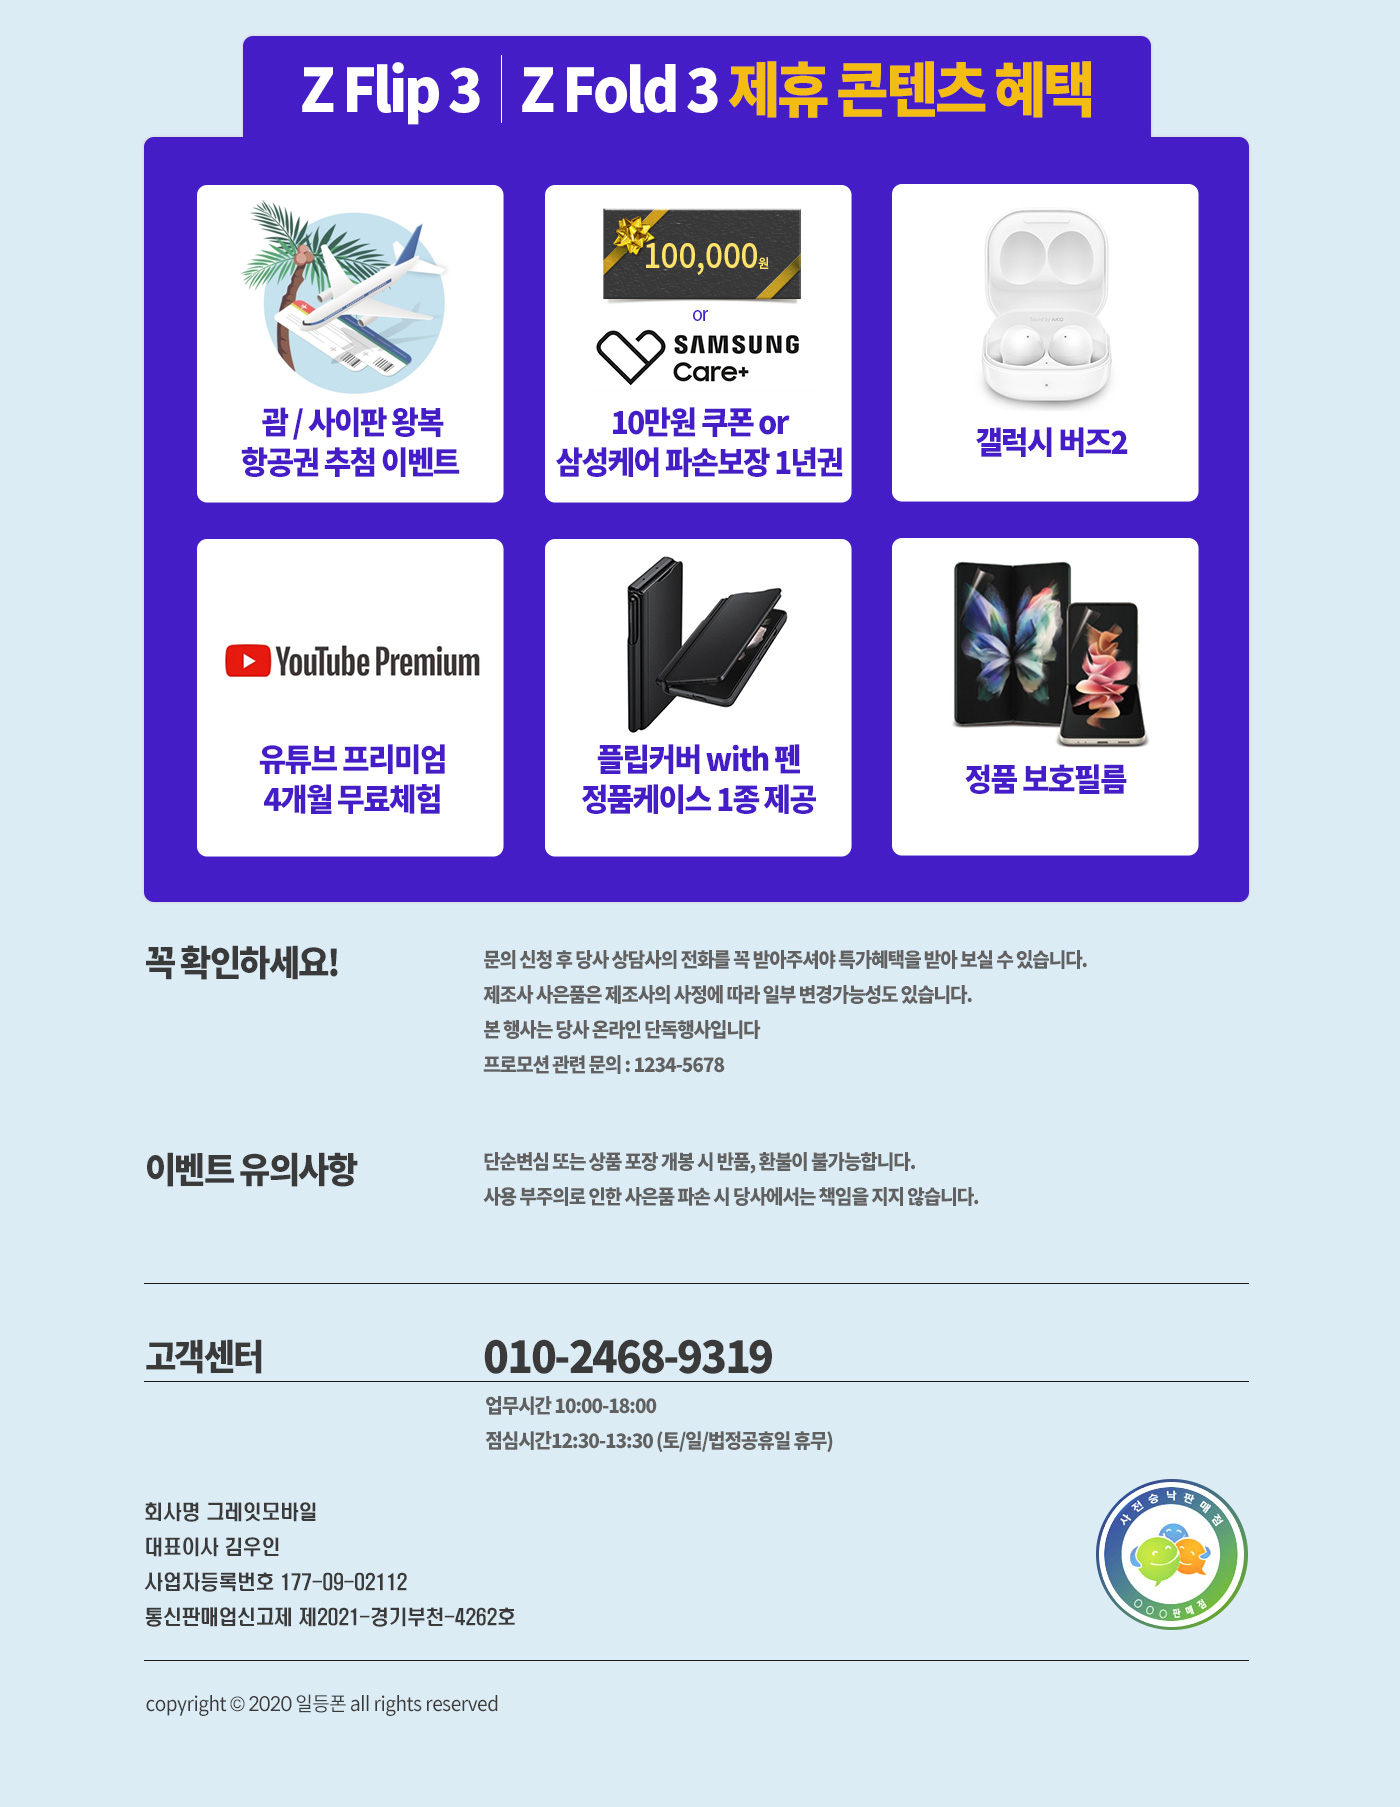 Z Flip 3 | Z Fold 3 제휴 콘텐츠 혜택
100,000원
or
SAMSUNG
Care+
괌 / 사이판 왕복
항공권 추첨 이벤트
10만원 쿠폰 or
삼성케어 파손보장 1년권
갤럭시 버즈2
YouTube Premium
유튜브 프리미엄
4개월 무료체험
플립커버 with 펜
정품케이스 1종 제공
정품 보호필름
꼭 확인하세요!
문의 신청 후 당사 상담사의 전화를 꼭 받아주셔야 특가혜택을 받아 보실 수 있습니다.
제조사 사은품은 제조사의 사정에 따라 일부 변경가능성도 있습니다.
본 행사는 당사 온라인 단독행사입니다
프로모션 관련 문의 : 1234-5678
이벤트 유의사항
단순변심 또는 상품 포장 개봉 시 반품, 환불이 불가능합니다.
사용 부주의로 인한 사은품 파손 시 당사에서는 책임을 지지 않습니다.
고객센터
010-2468-9319
업무시간 10:00-18:00
점심시간12:30-13:30 (토/일/법정공휴일 휴무)
회사명 그레잇모바일
대표이사 김우인
사업자등록번호 177-09-02112
통신판매업신고제 제2021-경기부천-4262호
사전승낙판매점
○○○판매점
copyright © 2020 일등폰 all rights reserved